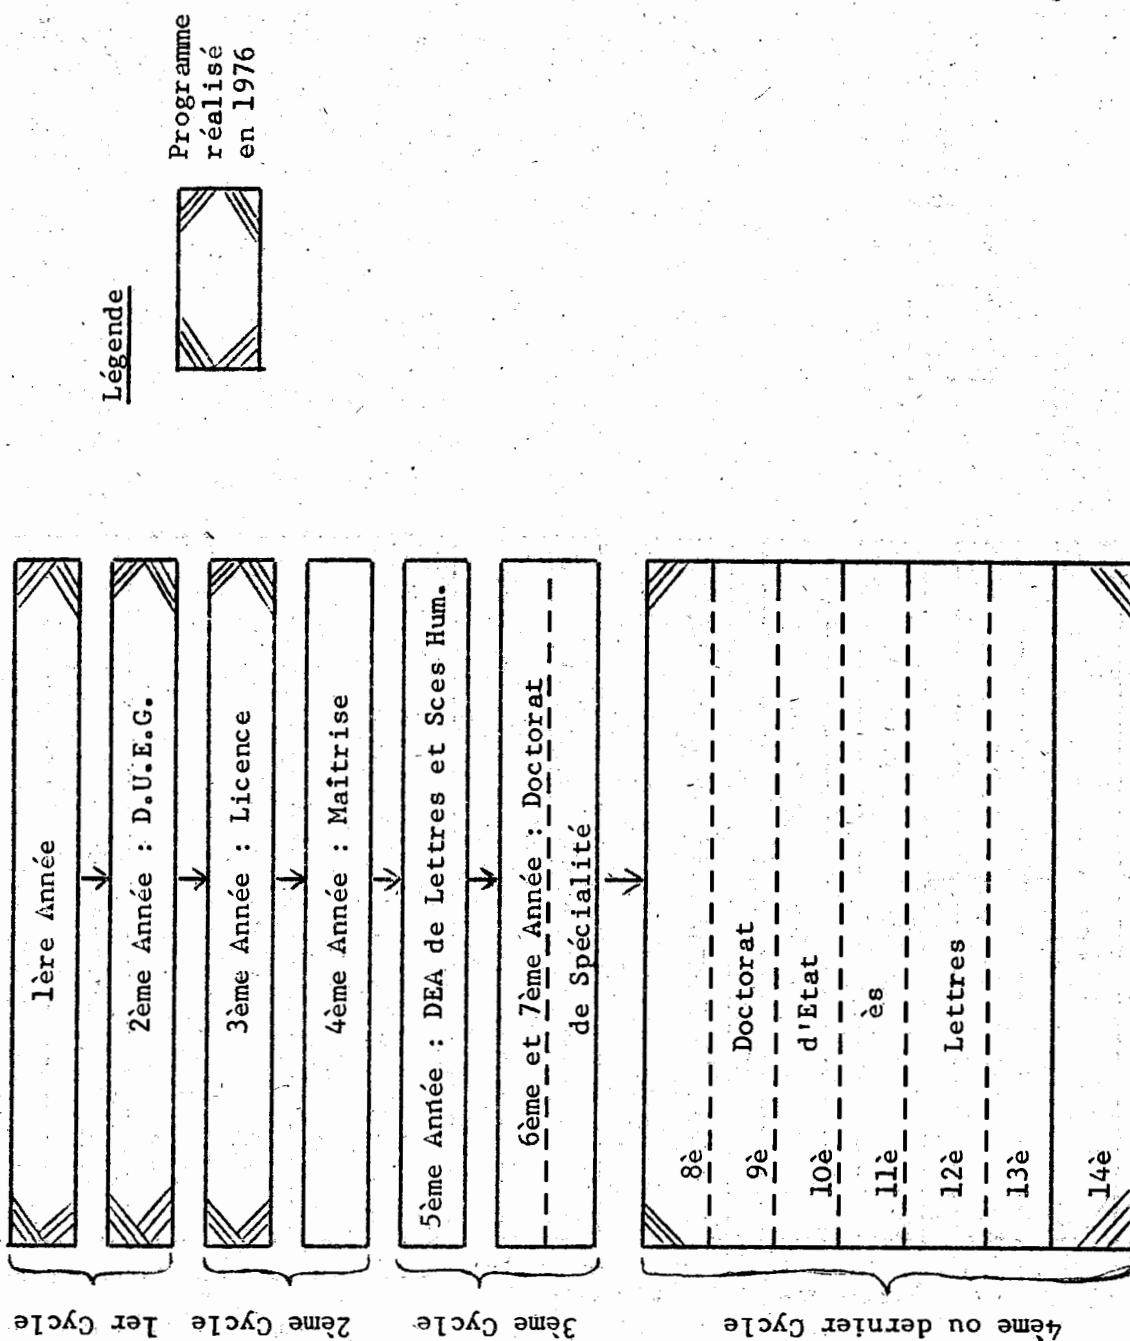 Légende
Programme
réalisé
en 1976
1er Cycle
1ère Année
2ème Année : D.U.E.G.
2ème Cycle
3ème Année : Licence
4ème Année : Maîtrise
3ème Cycle
5ème Année : DEA de Lettres et Sces Hum.
6ème et 7ème Année : Doctorat
de Spécialité
4ème ou dernier Cycle
8è
9è Doctorat
10è d'Etat
11è ès
12è Lettres
13è
14è